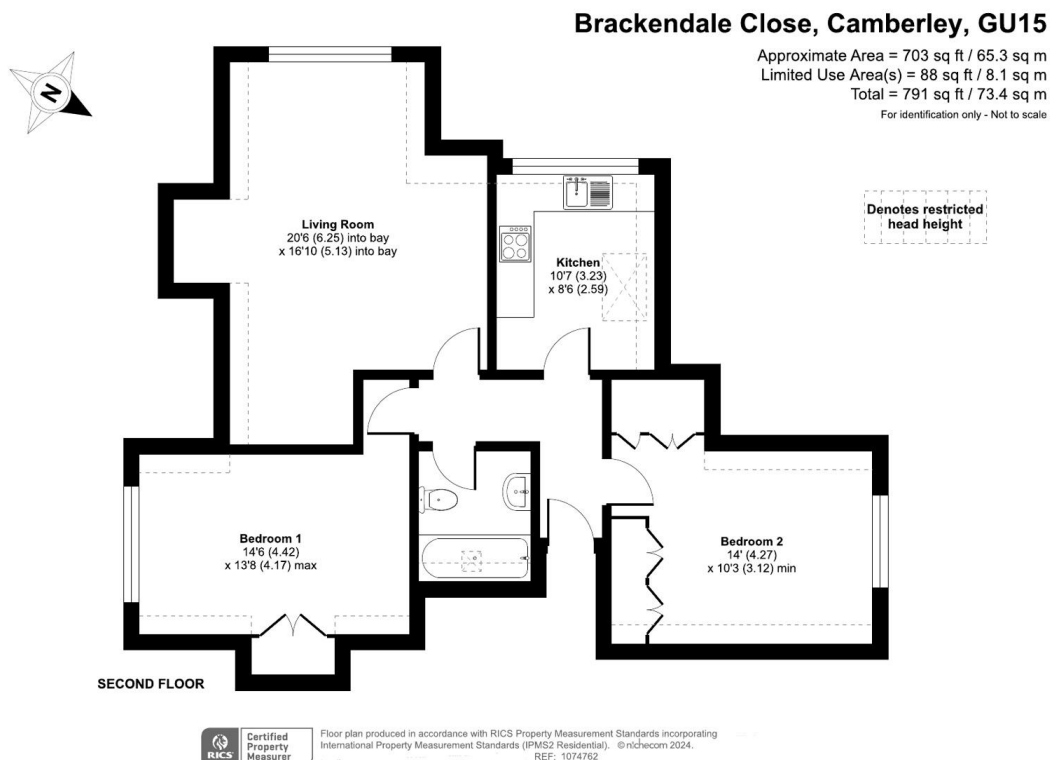 Brackendale Close, Camberley, GU15
Approximate Area = 703 sq ft / 65.3 sq m
Limited Use Area(s) = 88 sq ft / 8.1 sq m
Total = 791 sq ft / 73.4 sq m
For identification only - Not to scale
N
Denotes restricted
head height
Living Room
20'6 (6.25) into bay
x 16'10 (5.13) into bay
Kitchen
10'7 (3.23)
x 8'6 (2.59)
Bedroom 1
14'6 (4.42)
x 13'8 (4.17) max
Bedroom 2
14' (4.27)
x 10'3 (3.12) min
SECOND FLOOR
RICS
Certified
Property
Measurer
Floor plan produced in accordance with RICS Property Measurement Standards incorporating
International Property Measurement Standards (IPMS2 Residential). © nichecom 2024.
REF: 1074762